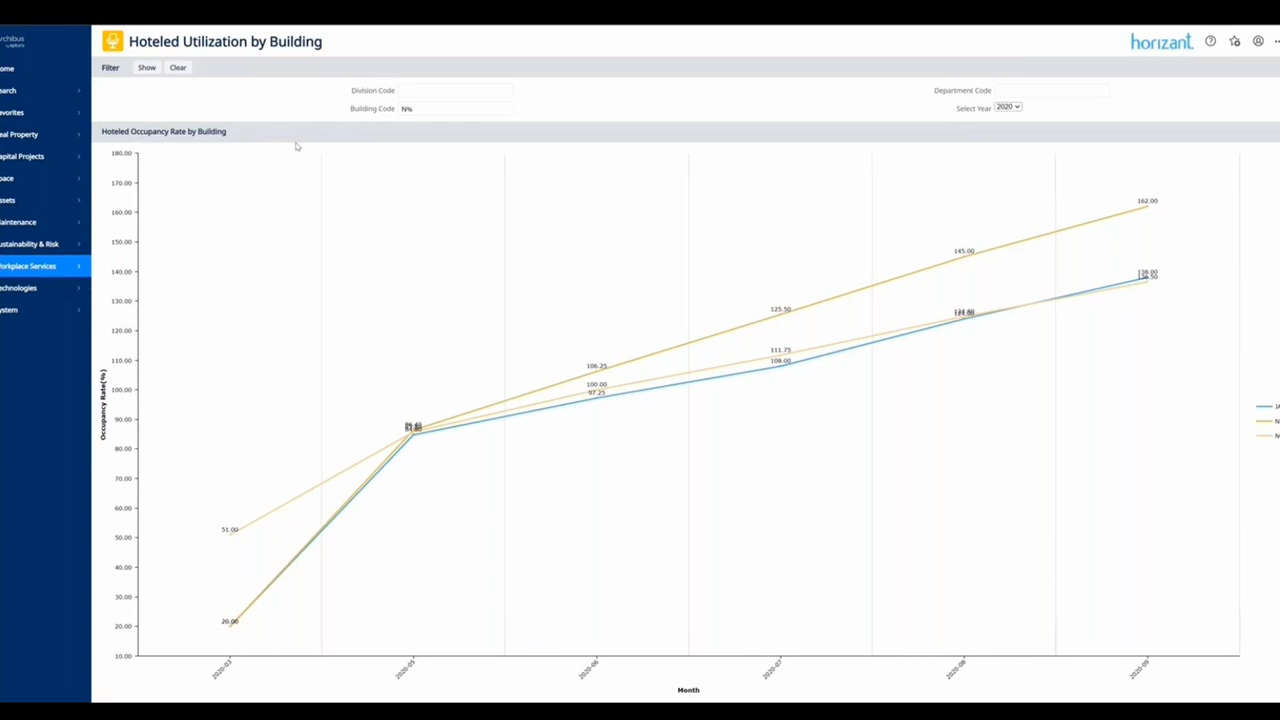 rchibus
Hoteled Utilization by Building
horizant.
Filter Show Clear
Division Code Department Code
Building Code N% Select Year 2020
Hoteled Occupancy Rate by Building
ome
earch
avorites
eal Property
apital Projects
pace
ssets
laintenance
ustainability & Risk
orkplace Services
echnologies
ystem
180.00
170.00
160.00
150.00
140.00
130.00
120.00
110.00
100.00
90.00
80.00
70.00
60.00
50.00
40.00
30.00
20.00
10.00
Occupancy Rate(%)
162.00
145.00
138.00
125.50
111.75
108.00
106.25
100.00
97.25
51.00
20.00
2020-03
2020-05
2020-06
2020-07
2020-08
2020-09
Month